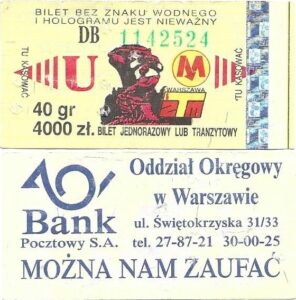 BILET BEZ ZNAKU WODNEGO
I HOLOGRAMU JEST NIEWAŻNY
DB 1142524
TU KASOWAĆ
U
M
WARSZAWA
ZTM
TU KASOWAĆ
40 gr
4000 zł. BILET JEDNORAZOWY LUB TRANZYTOWY
Oddział Okręgowy
w Warszawie
Bank
Pocztowy S.A.
ul. Świętokrzyska 31/33
tel. 27-87-21 30-00-25
MOŻNA NAM ZAUFAĆ